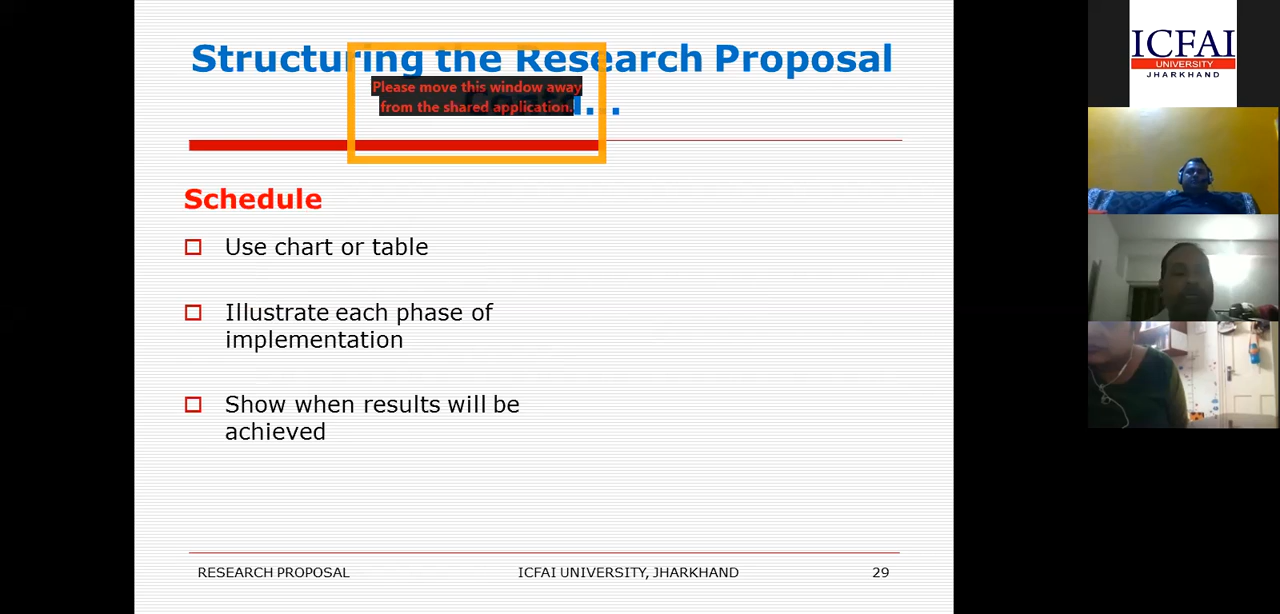 Structuring the Research Proposal
Please move this window away
from the shared application.
Schedule
Use chart or table
Illustrate each phase of
implementation
Show when results will be
achieved
RESEARCH PROPOSAL ICFAI UNIVERSITY, JHARKHAND 29
ICFAI
UNIVERSITY
JHARKHAND